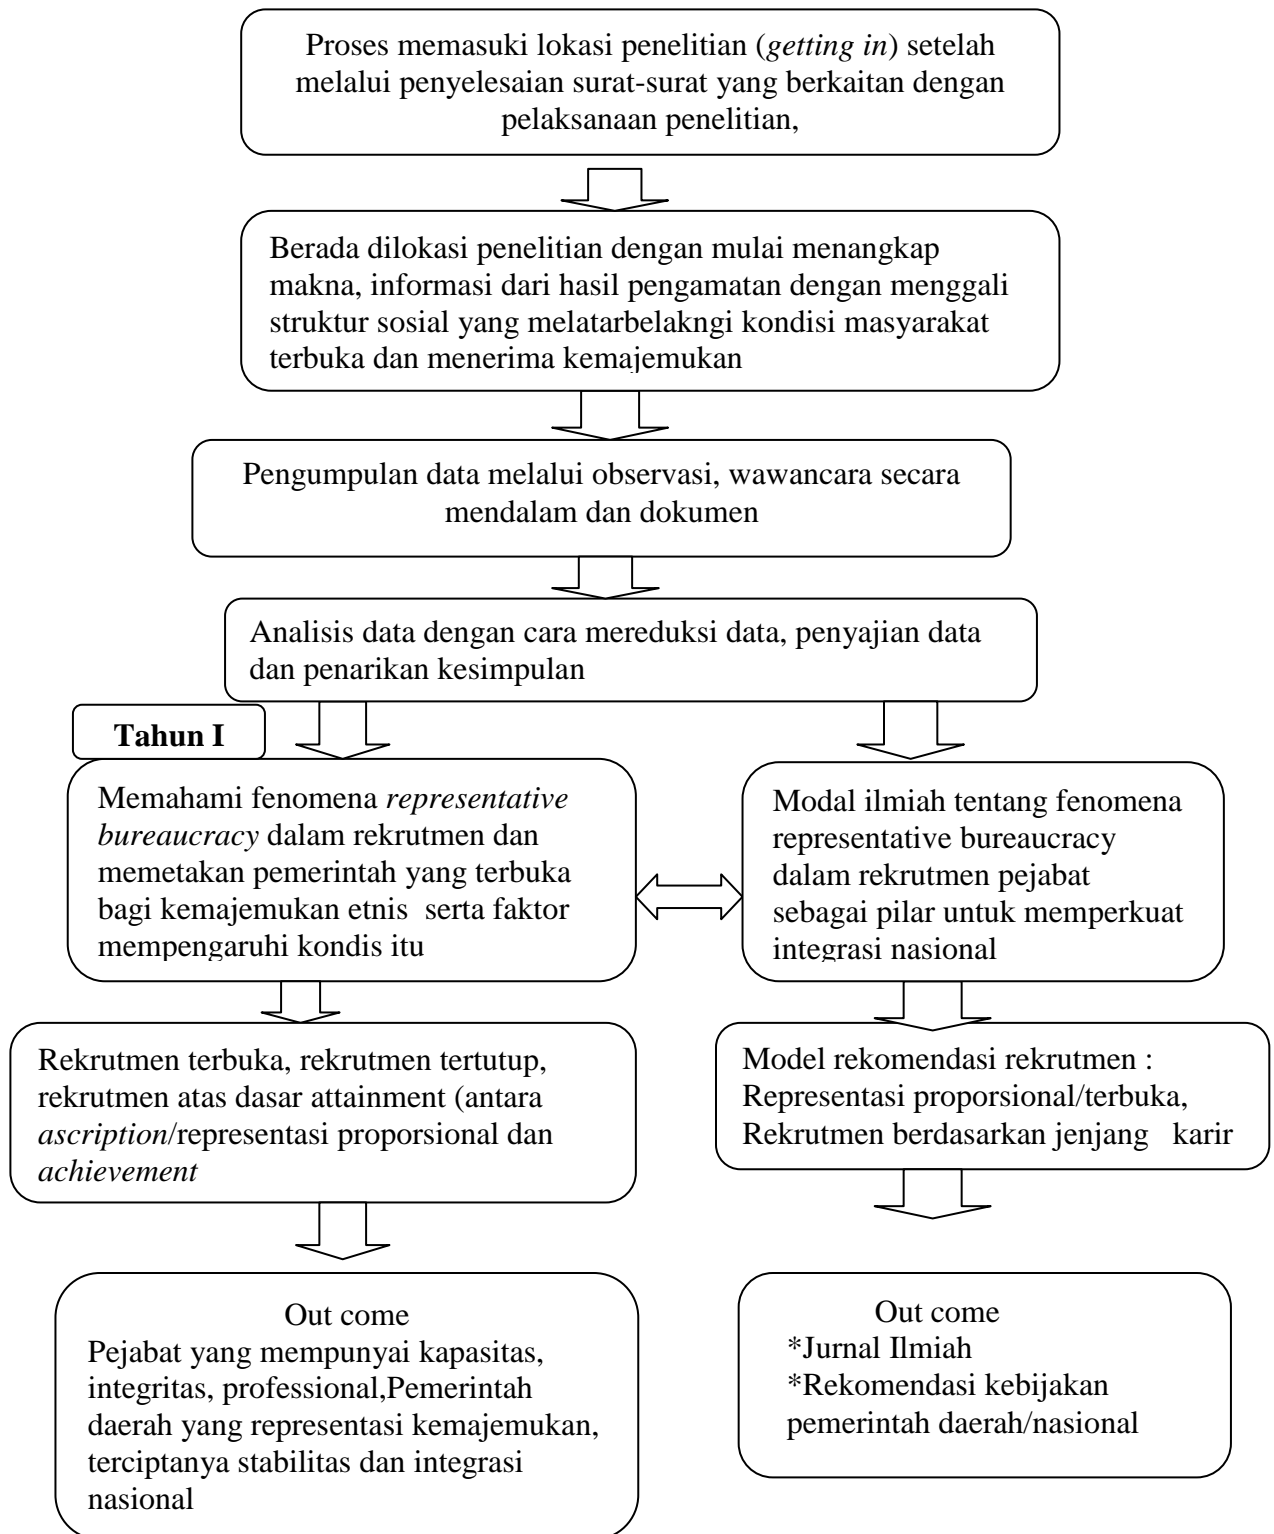 Proses memasuki lokasi penelitian (getting in) setelah
melalui penyelesaian surat-surat yang berkaitan dengan
pelaksanaan penelitian,
Berada dilokasi penelitian dengan mulai menangkap
makna, informasi dari hasil pengamatan dengan menggali
struktur sosial yang melatarbelakngi kondisi masyarakat
terbuka dan menerima kemajemukan
Pengumpulan data melalui observasi, wawancara secara
mendalam dan dokumen
Analisis data dengan cara mereduksi data, penyajian data
dan penarikan kesimpulan
Tahun I
Memahami fenomena representative
bureaucracy dalam rekrutmen dan
memetakan pemerintah yang terbuka
bagi kemajemukan etnis serta faktor
mempengaruhi kondis itu
Modal ilmiah tentang fenomena
representative bureaucracy
dalam rekrutmen pejabat
sebagai pilar untuk memperkuat
integrasi nasional
Rekrutmen terbuka, rekrutmen tertutup,
rekrutmen atas dasar attainment (antara
ascription/representasi proporsional dan
achievement
Model rekomendasi rekrutmen :
Representasi proporsional/terbuka,
Rekrutmen berdasarkan jenjang karir
Out come
Pejabat yang mempunyai kapasitas,
integritas, professional,Pemerintah
daerah yang representasi kemajemukan,
terciptanya stabilitas dan integrasi
nasional
Out come
*Jurnal Ilmiah
*Rekomendasi kebijakan
pemerintah daerah/nasional